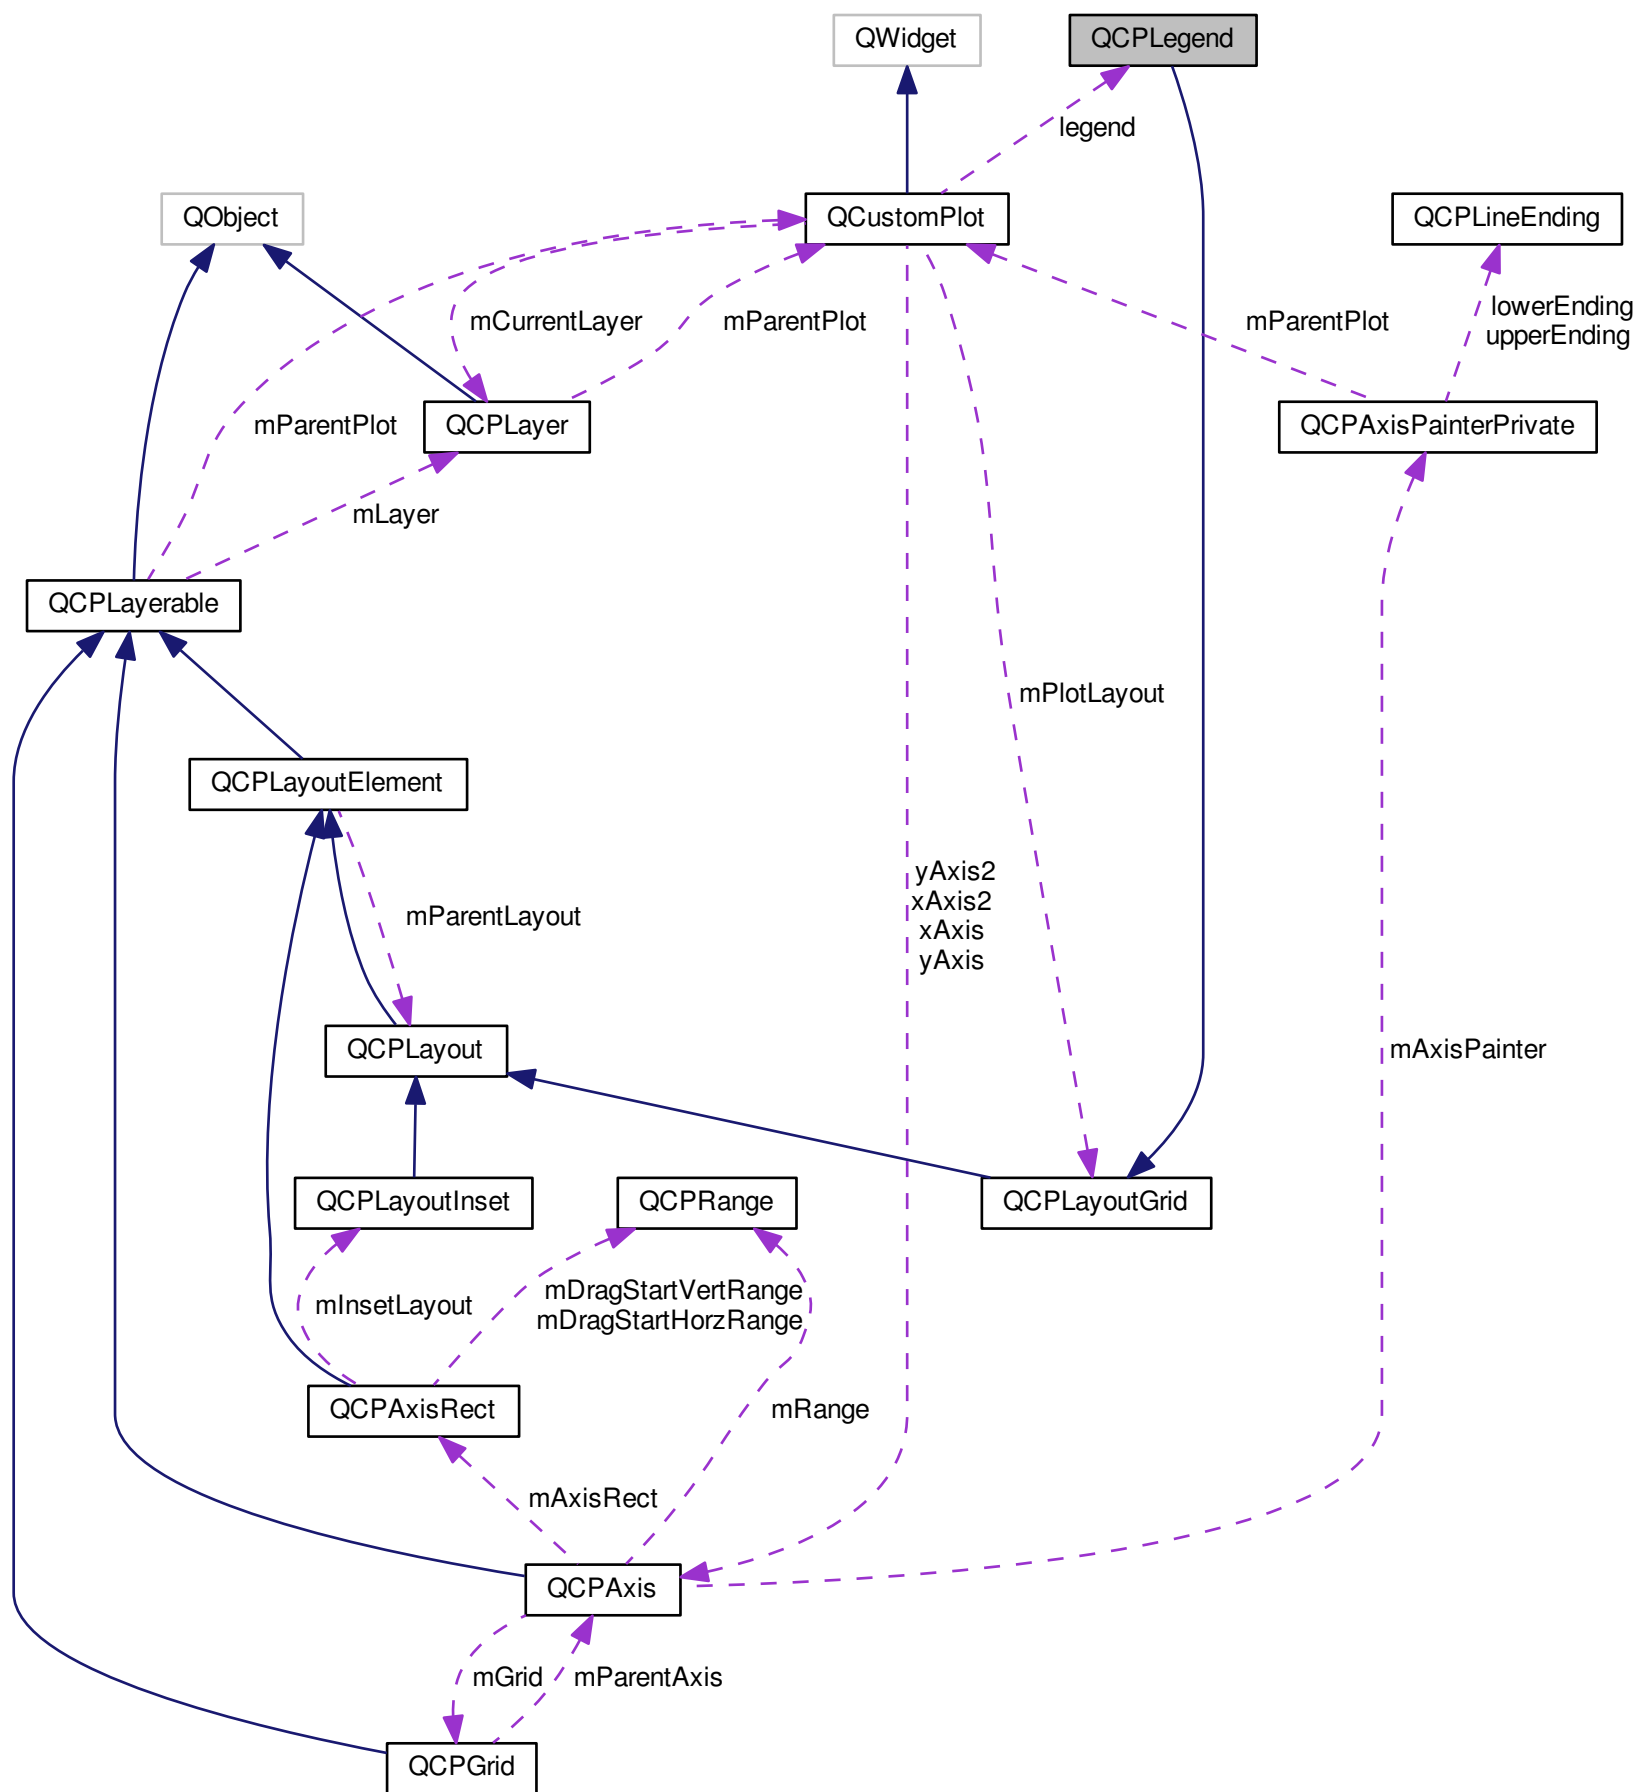 QWidget
QCPLegend
legend
QObject
QCustomPlot
QCPLineEnding
mCurrentLayer
mParentPlot
mParentPlot
lowerEnding
upperEnding
mParentPlot
QCPLayer
QCPAxisPainterPrivate
mLayer
QCPLayerable
mPlotLayout
QCPLayoutElement
yAxis2
xAxis2
xAxis
yAxis
mParentLayout
QCPLayout
mAxisPainter
QCPLayoutInset
QCPRange
QCPLayoutGrid
mInsetLayout
mDragStartVertRange
mDragStartHorzRange
QCPAxisRect
mRange
mAxisRect
QCPAxis
mGrid
mParentAxis
QCPGrid